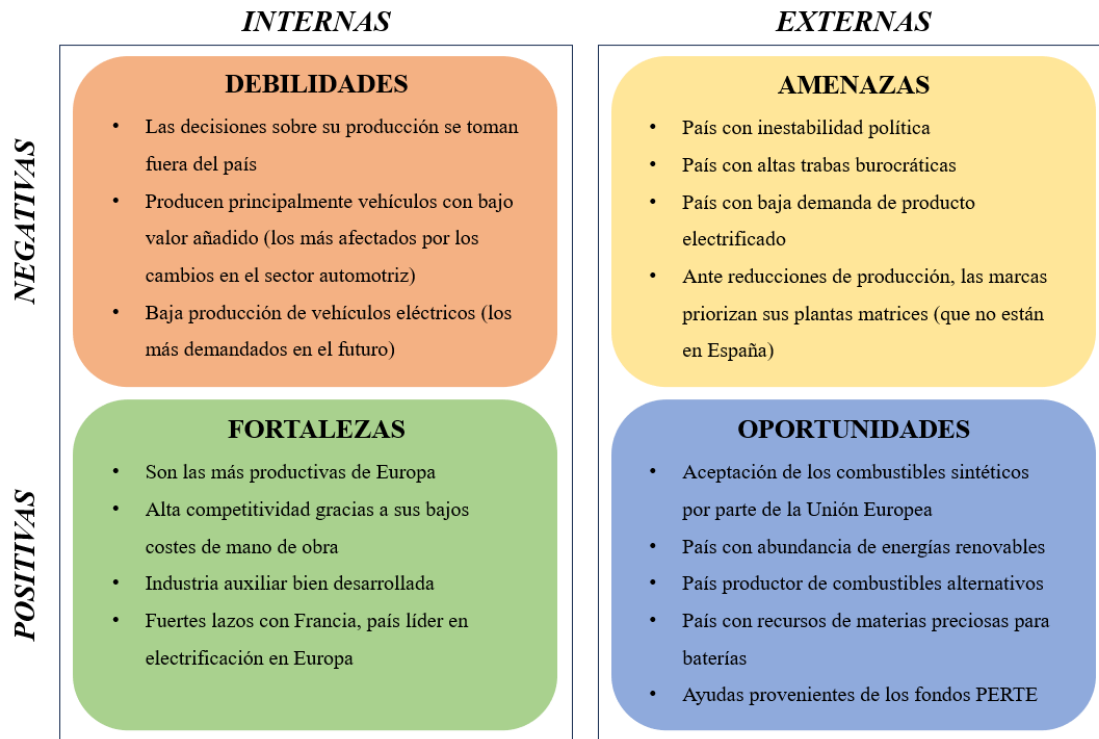 INTERNAS
EXTERNAS
NEGATIVAS
DEBILIDADES
• Las decisiones sobre su producción se toman
fuera del país
• Producen principalmente vehículos con bajo
valor añadido (los más afectados por los
cambios en el sector automotriz)
• Baja producción de vehículos eléctricos (los
más demandados en el futuro)
AMENAZAS
• País con inestabilidad política
• País con altas trabas burocráticas
• País con baja demanda de producto
electrificado
• Ante reducciones de producción, las marcas
priorizan sus plantas matrices (que no están
en España)
POSITIVAS
FORTALEZAS
• Son las más productivas de Europa
• Alta competitividad gracias a sus bajos
costes de mano de obra
• Industria auxiliar bien desarrollada
• Fuertes lazos con Francia, país líder en
electrificación en Europa
OPORTUNIDADES
• Aceptación de los combustibles sintéticos
por parte de la Unión Europea
• País con abundancia de energías renovables
• País productor de combustibles alternativos
• País con recursos de materias preciosas para
baterías
• Ayudas provenientes de los fondos PERTE